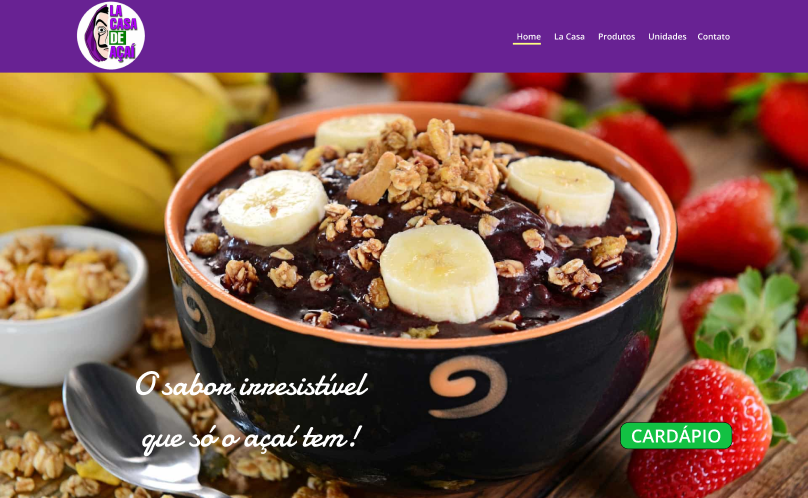 LA
CASA
DE
AÇAÍ
Home La Casa Produtos Unidades Contato
O sabor irresistível
que só o açaí tem!
CARDÁPIO